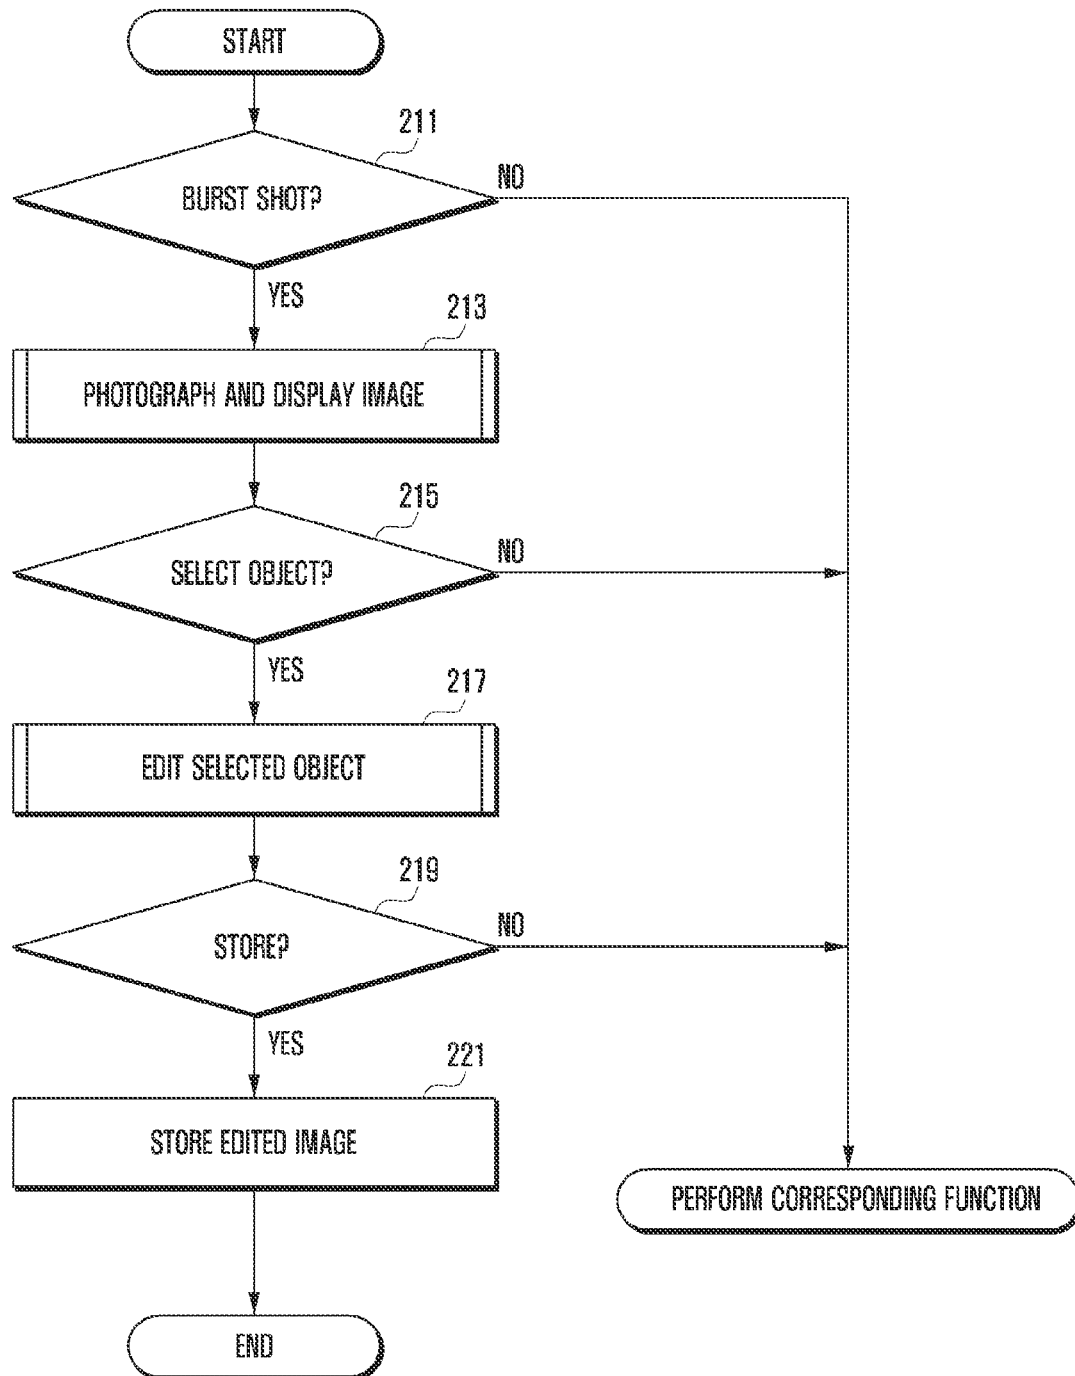 START
211
BURST SHOT?
NO
YES
213
PHOTOGRAPH AND DISPLAY IMAGE
215
SELECT OBJECT?
NO
YES
217
EDIT SELECTED OBJECT
219
STORE?
NO
YES
221
STORE EDITED IMAGE
PERFORM CORRESPONDING FUNCTION
END